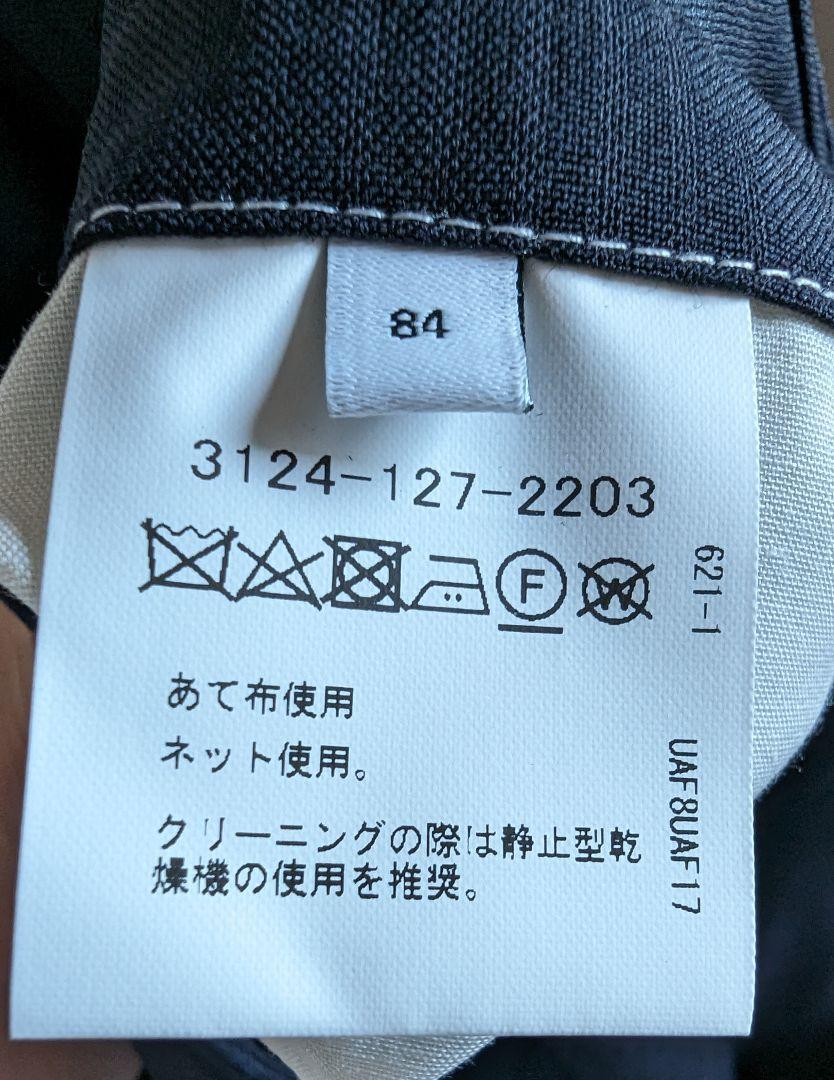 84
3124-127-2203
F
W
621-1
UAF8UAF17
あて布使用
ネット使用。
クリーニングの際は静止型乾
燥機の使用を推奨。